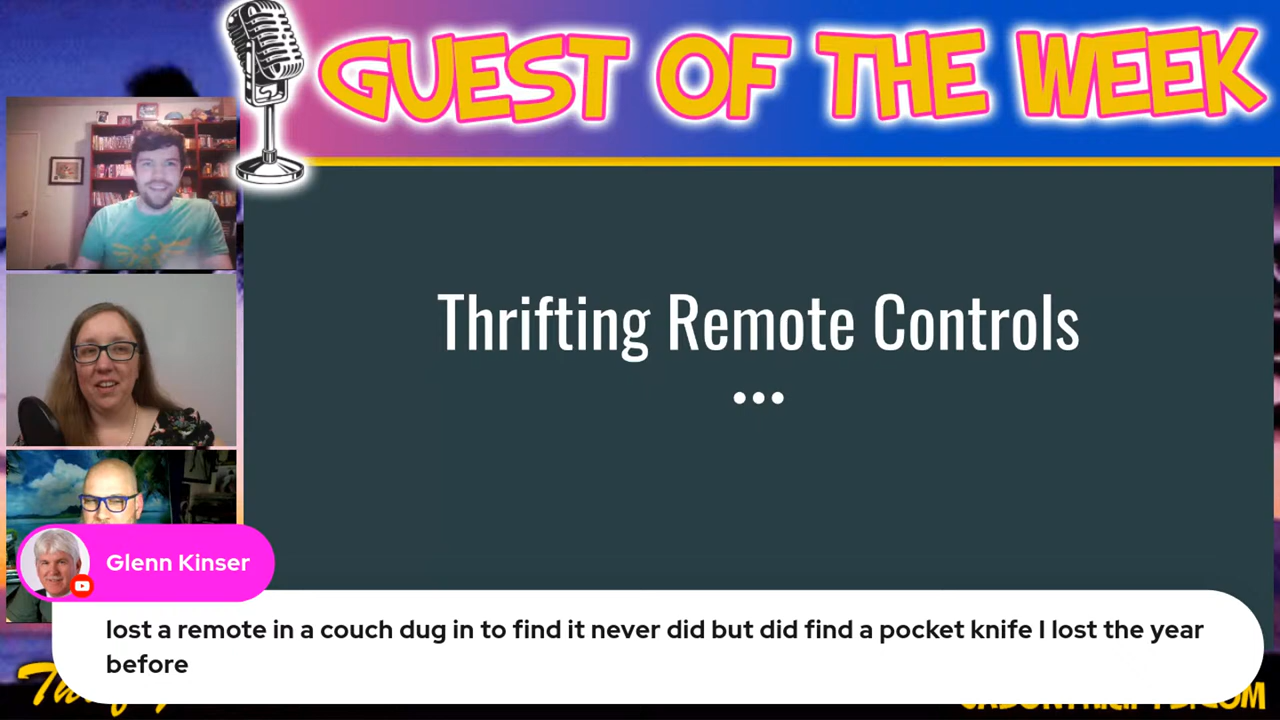 GUEST OF THE WEEK
Thrifting Remote Controls
Glenn Kinser
lost a remote in a couch dug in to find it never did but did find a pocket knife I lost the year
before